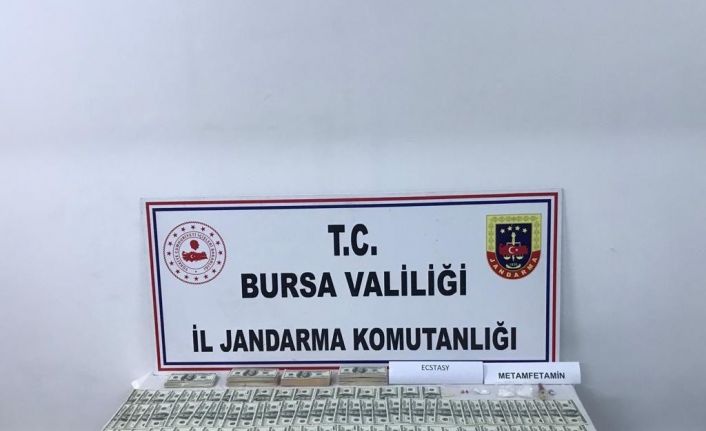 T.C.
BURSA VALİLİĞİ
İL JANDARMA KOMUTANLIĞI
JANDARMA
ECSTASY
METAMFETAMİN